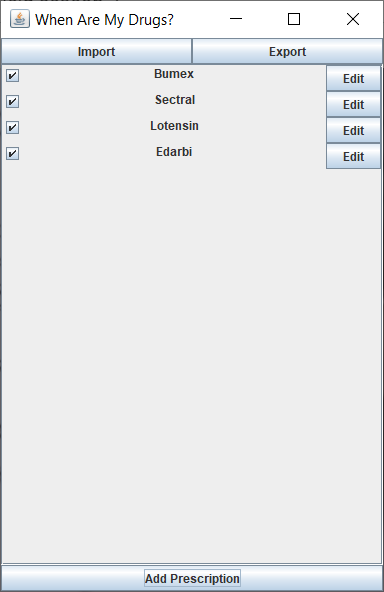 When Are My Drugs?
Import Export
Bumex Edit
Sectral Edit
Lotensin Edit
Edarbi Edit
Add Prescription